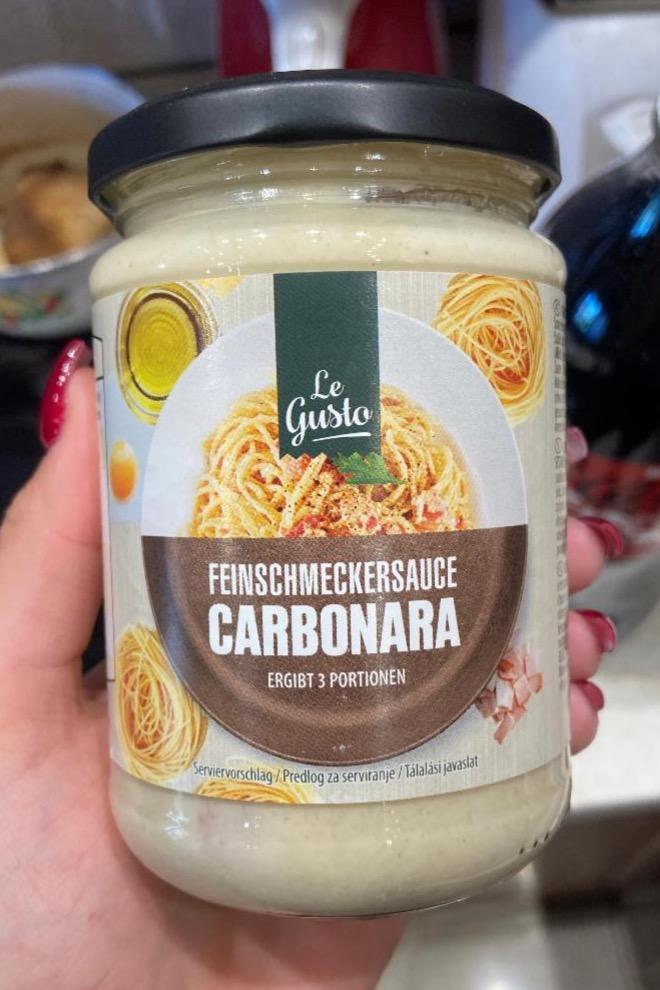 Le
Gusto
FEINSCHMECKERSAUCE
CARBONARA
ERGIBT 3 PORTIONEN
Serviervorschlag / Predlog za serviranje / Tálalási javaslat